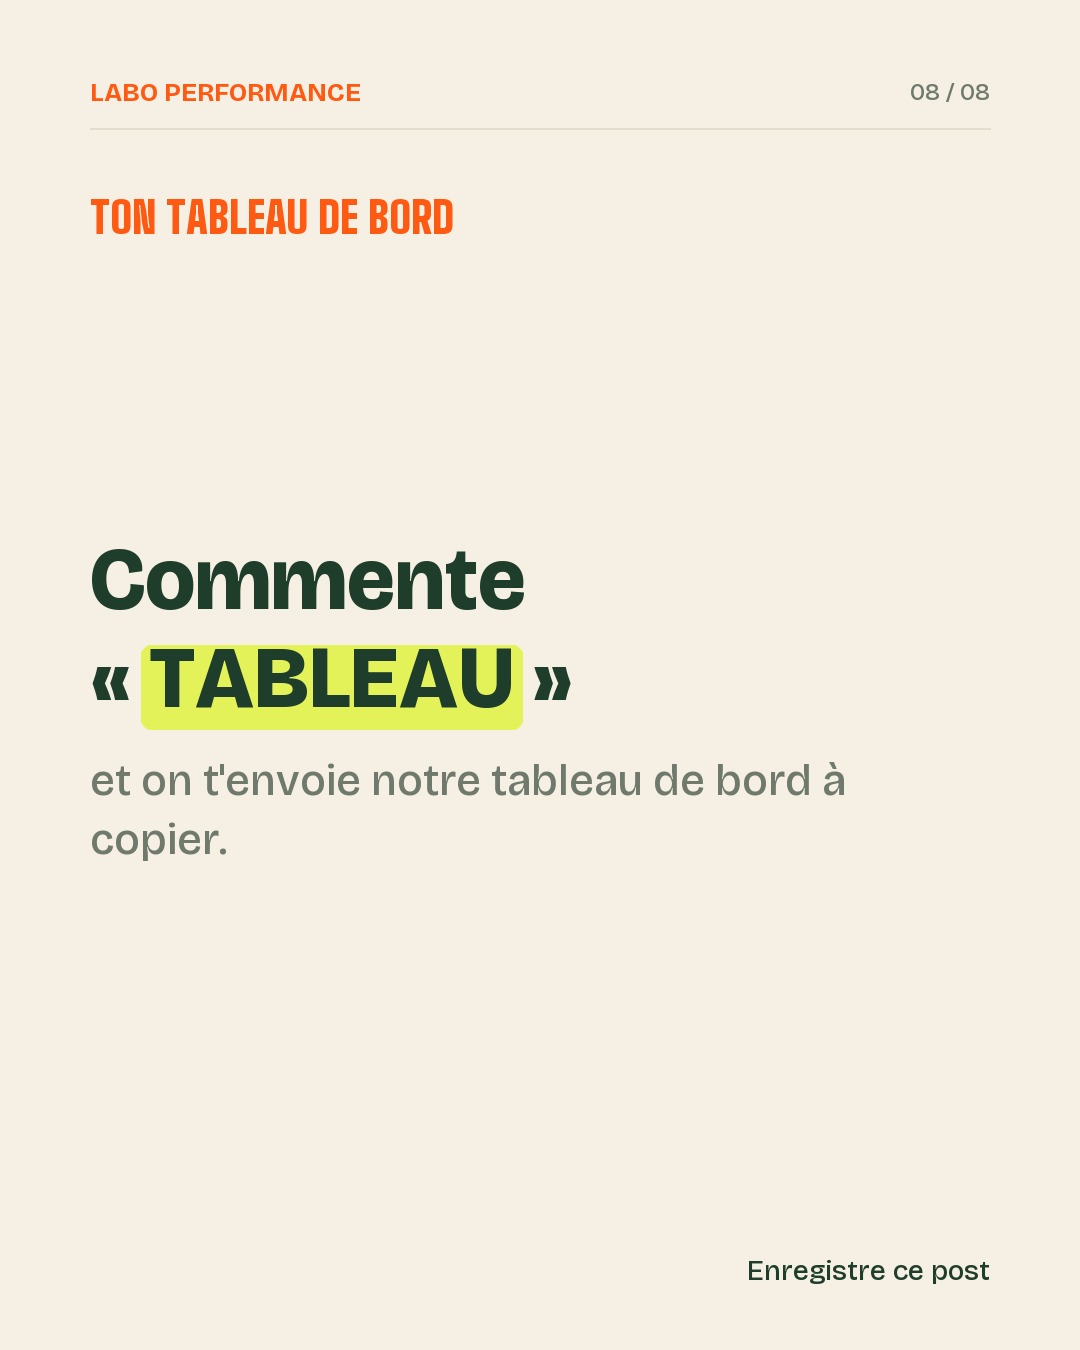 LABO PERFORMANCE
08 / 08
TON TABLEAU DE BORD
Commente
« TABLEAU »
et on t'envoie notre tableau de bord à
copier.
Enregistre ce post